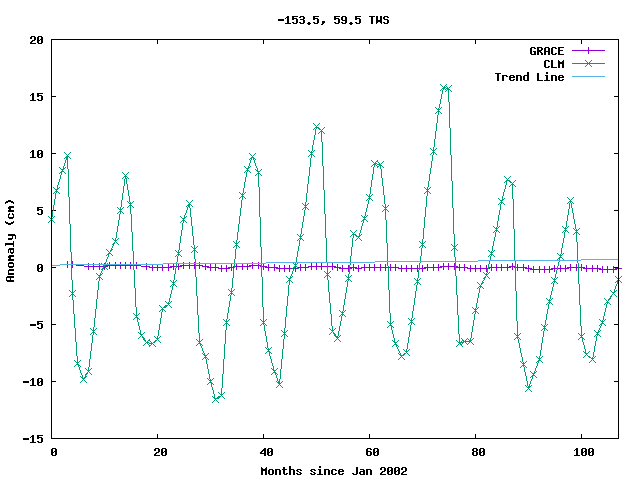 -153.5, 59.5 TWS
GRACE
CLM
Trend Line
20
15
10
5
0
-5
-10
-15
Anomaly (cm)
0 20 40 60 80 100
Months since Jan 2002